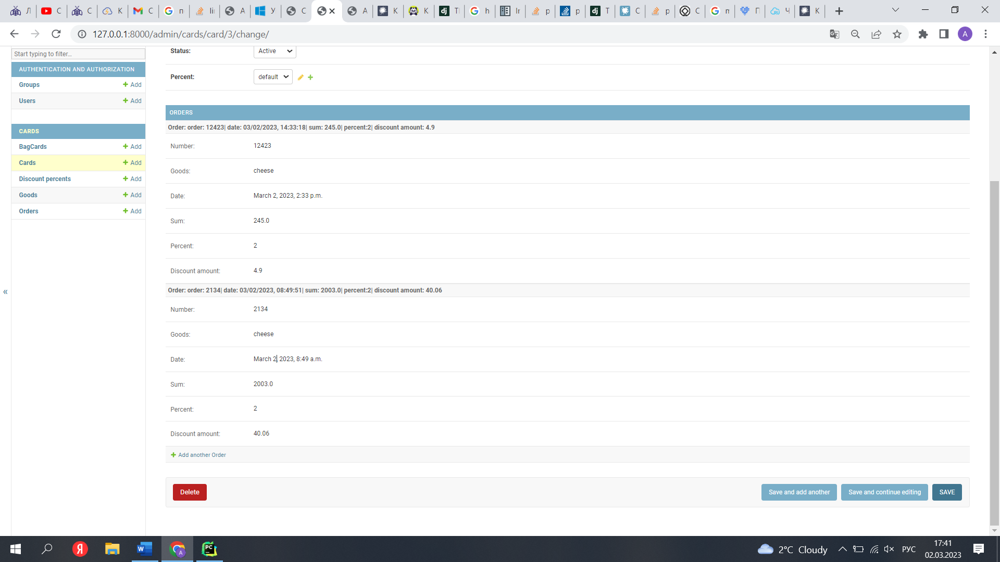 Л С С К С п li А У С А К К T h Ir р р T С р С п Г Ч К
127.0.0.1:8000/admin/cards/card/3/change/
A
Start typing to filter...
AUTHENTICATION AND AUTHORIZATION
Groups + Add
Users + Add
CARDS
BagCards + Add
Cards + Add
Discount percents + Add
Goods + Add
Orders + Add
«
Status: Active
Percent: default
ORDERS
Order: order: 12423| date: 03/02/2023, 14:33:18| sum: 245.0| percent:2| discount amount: 4.9
Number: 12423
Goods: cheese
Date: March 2, 2023, 2:33 p.m.
Sum: 245.0
Percent: 2
Discount amount: 4.9
Order: order: 2134| date: 03/02/2023, 08:49:51| sum: 2003.0| percent:2| discount amount: 40.06
Number: 2134
Goods: cheese
Date: March 2, 2023, 8:49 a.m.
Sum: 2003.0
Percent: 2
Discount amount: 40.06
+ Add another Order
Delete Save and add another Save and continue editing SAVE
2°C Cloudy РУС 17:41
02.03.2023